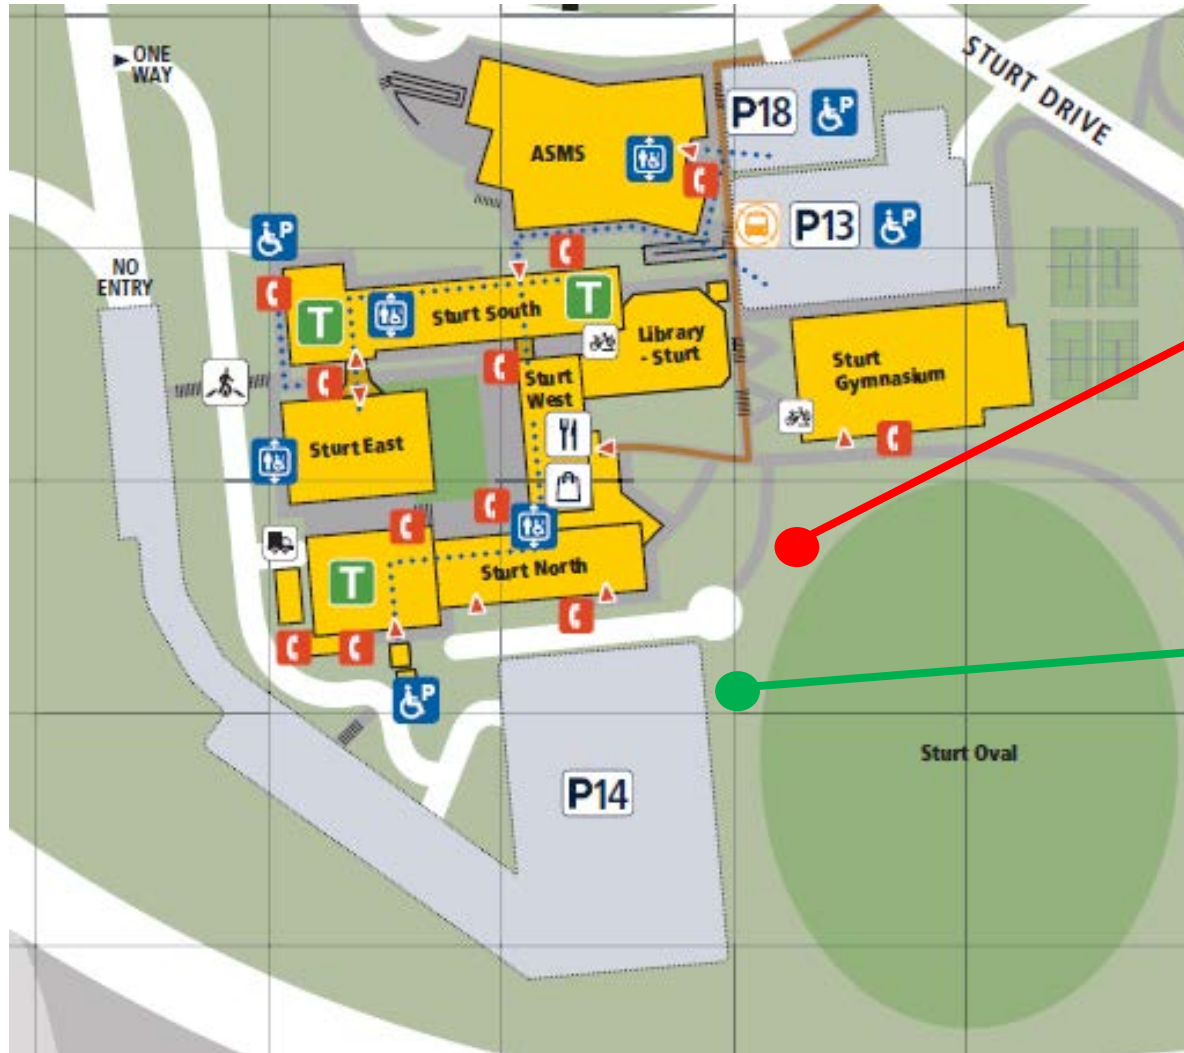 ONE
WAY
STURT DRIVE
P18
P
ASMS
P13
P
P
NO
ENTRY
T
Sturt South
T
Library
- Sturt
Sturt
Gymnasium
Sturt
West
Sturt East
T
Sturt North
P
Sturt Oval
P14